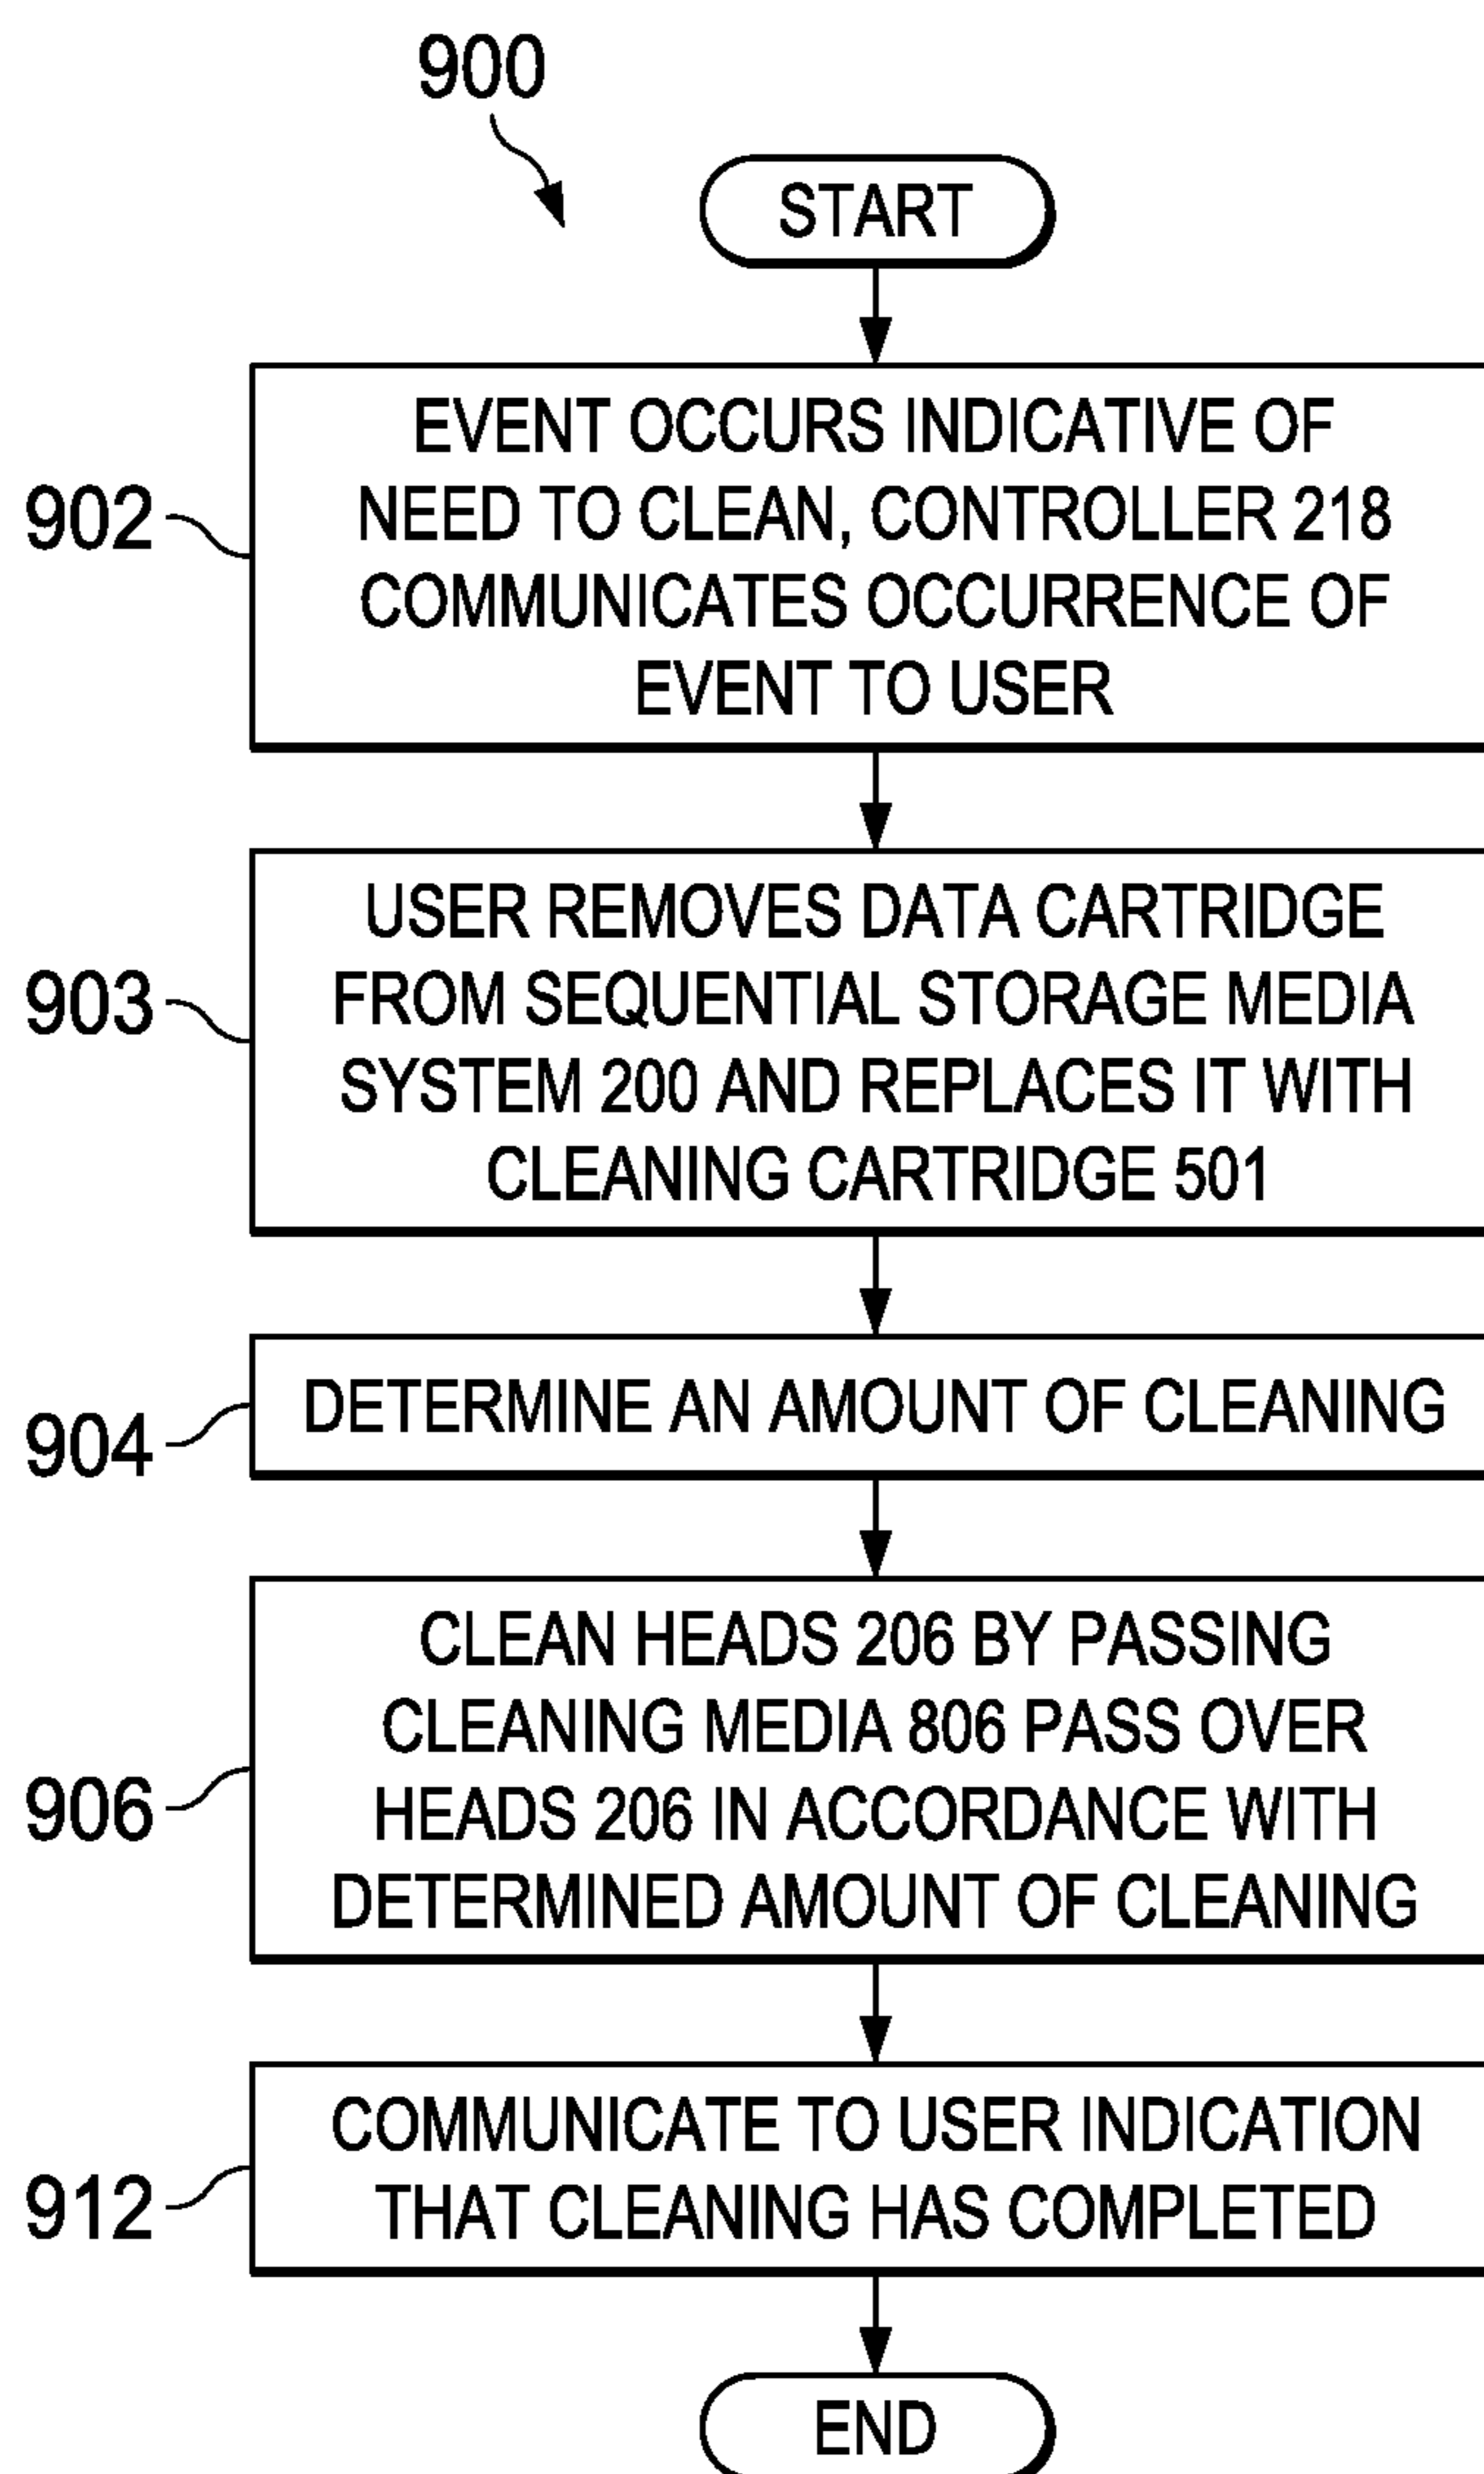 900
START
902
EVENT OCCURS INDICATIVE OF
NEED TO CLEAN, CONTROLLER 218
COMMUNICATES OCCURRENCE OF
EVENT TO USER
903
USER REMOVES DATA CARTRIDGE
FROM SEQUENTIAL STORAGE MEDIA
SYSTEM 200 AND REPLACES IT WITH
CLEANING CARTRIDGE 501
904
DETERMINE AN AMOUNT OF CLEANING
906
CLEAN HEADS 206 BY PASSING
CLEANING MEDIA 806 PASS OVER
HEADS 206 IN ACCORDANCE WITH
DETERMINED AMOUNT OF CLEANING
912
COMMUNICATE TO USER INDICATION
THAT CLEANING HAS COMPLETED
END